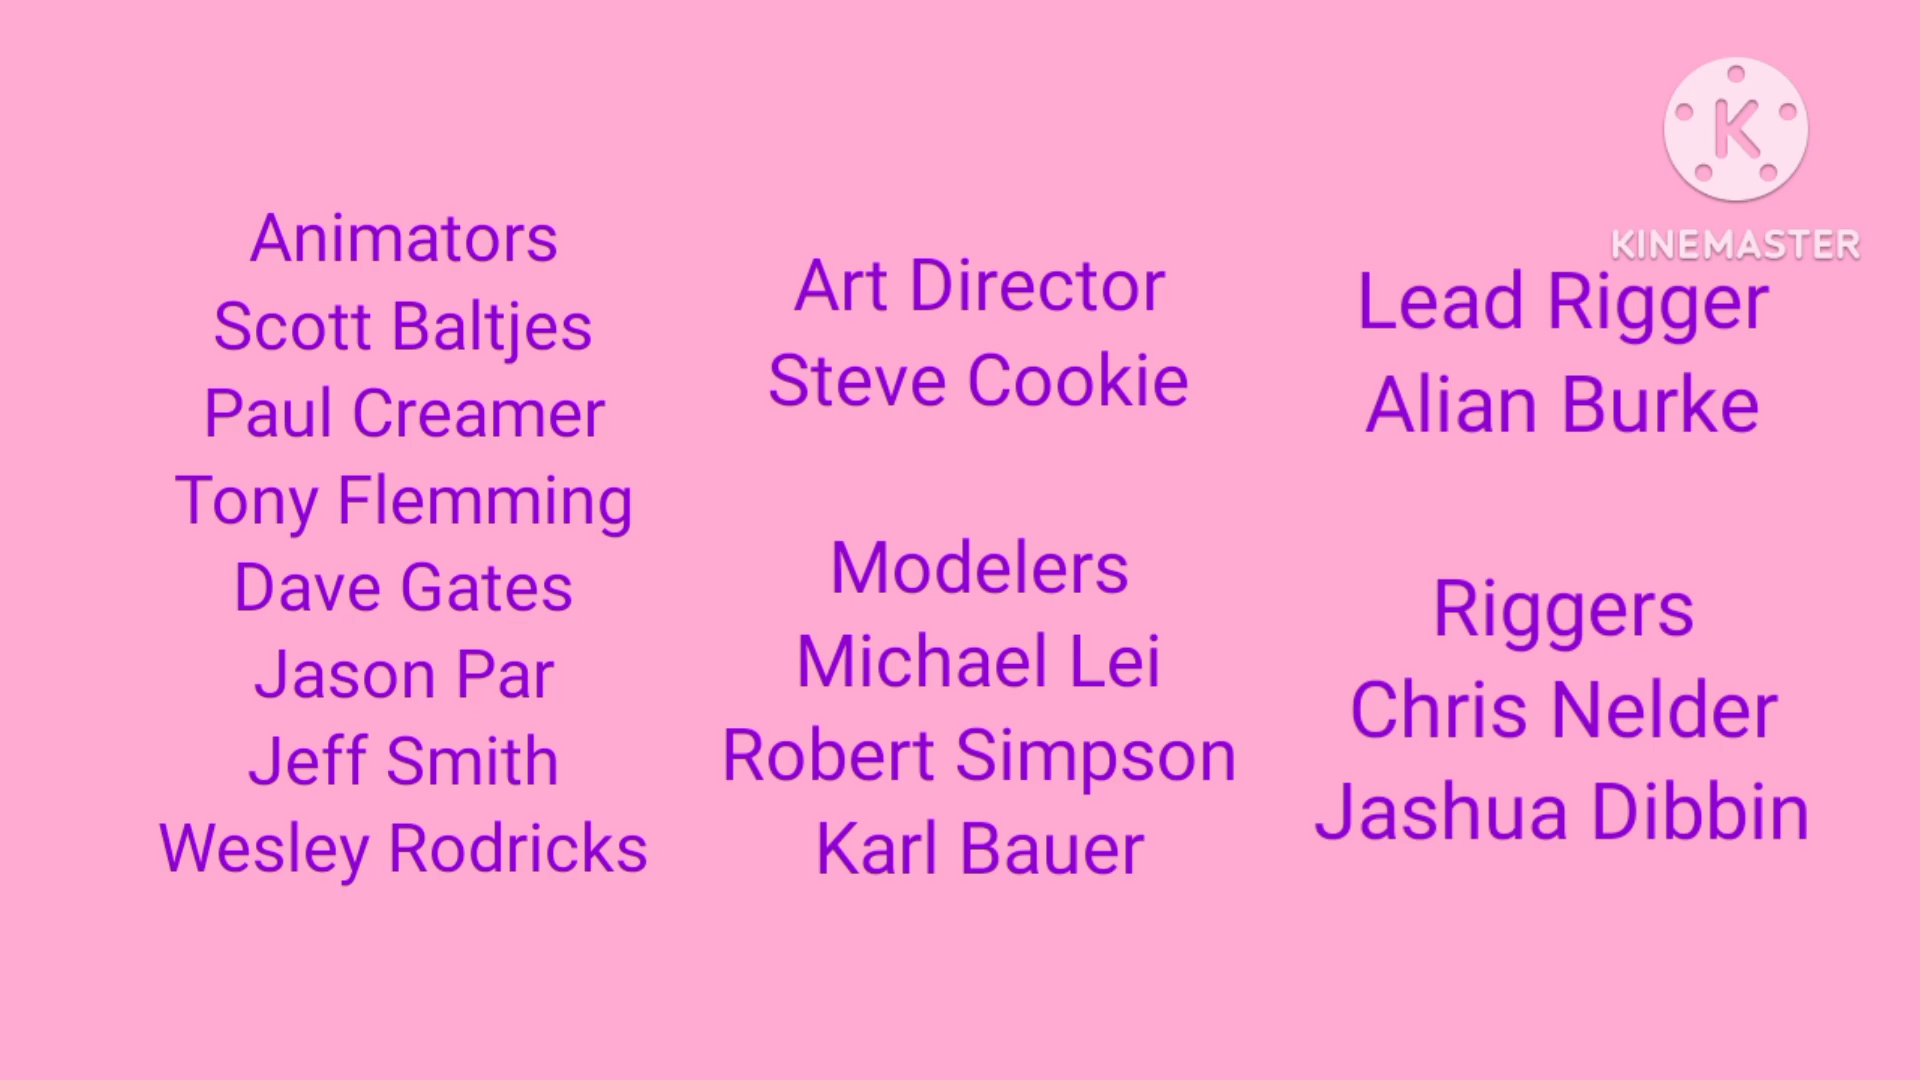 Animators
Scott Baltjes
Paul Creamer
Tony Flemming
Dave Gates
Jason Par
Jeff Smith
Wesley Rodricks
Art Director
Steve Cookie
Modelers
Michael Lei
Robert Simpson
Karl Bauer
K
KINEMASTER
Lead Rigger
Alian Burke
Riggers
Chris Nelder
Jashua Dibbin